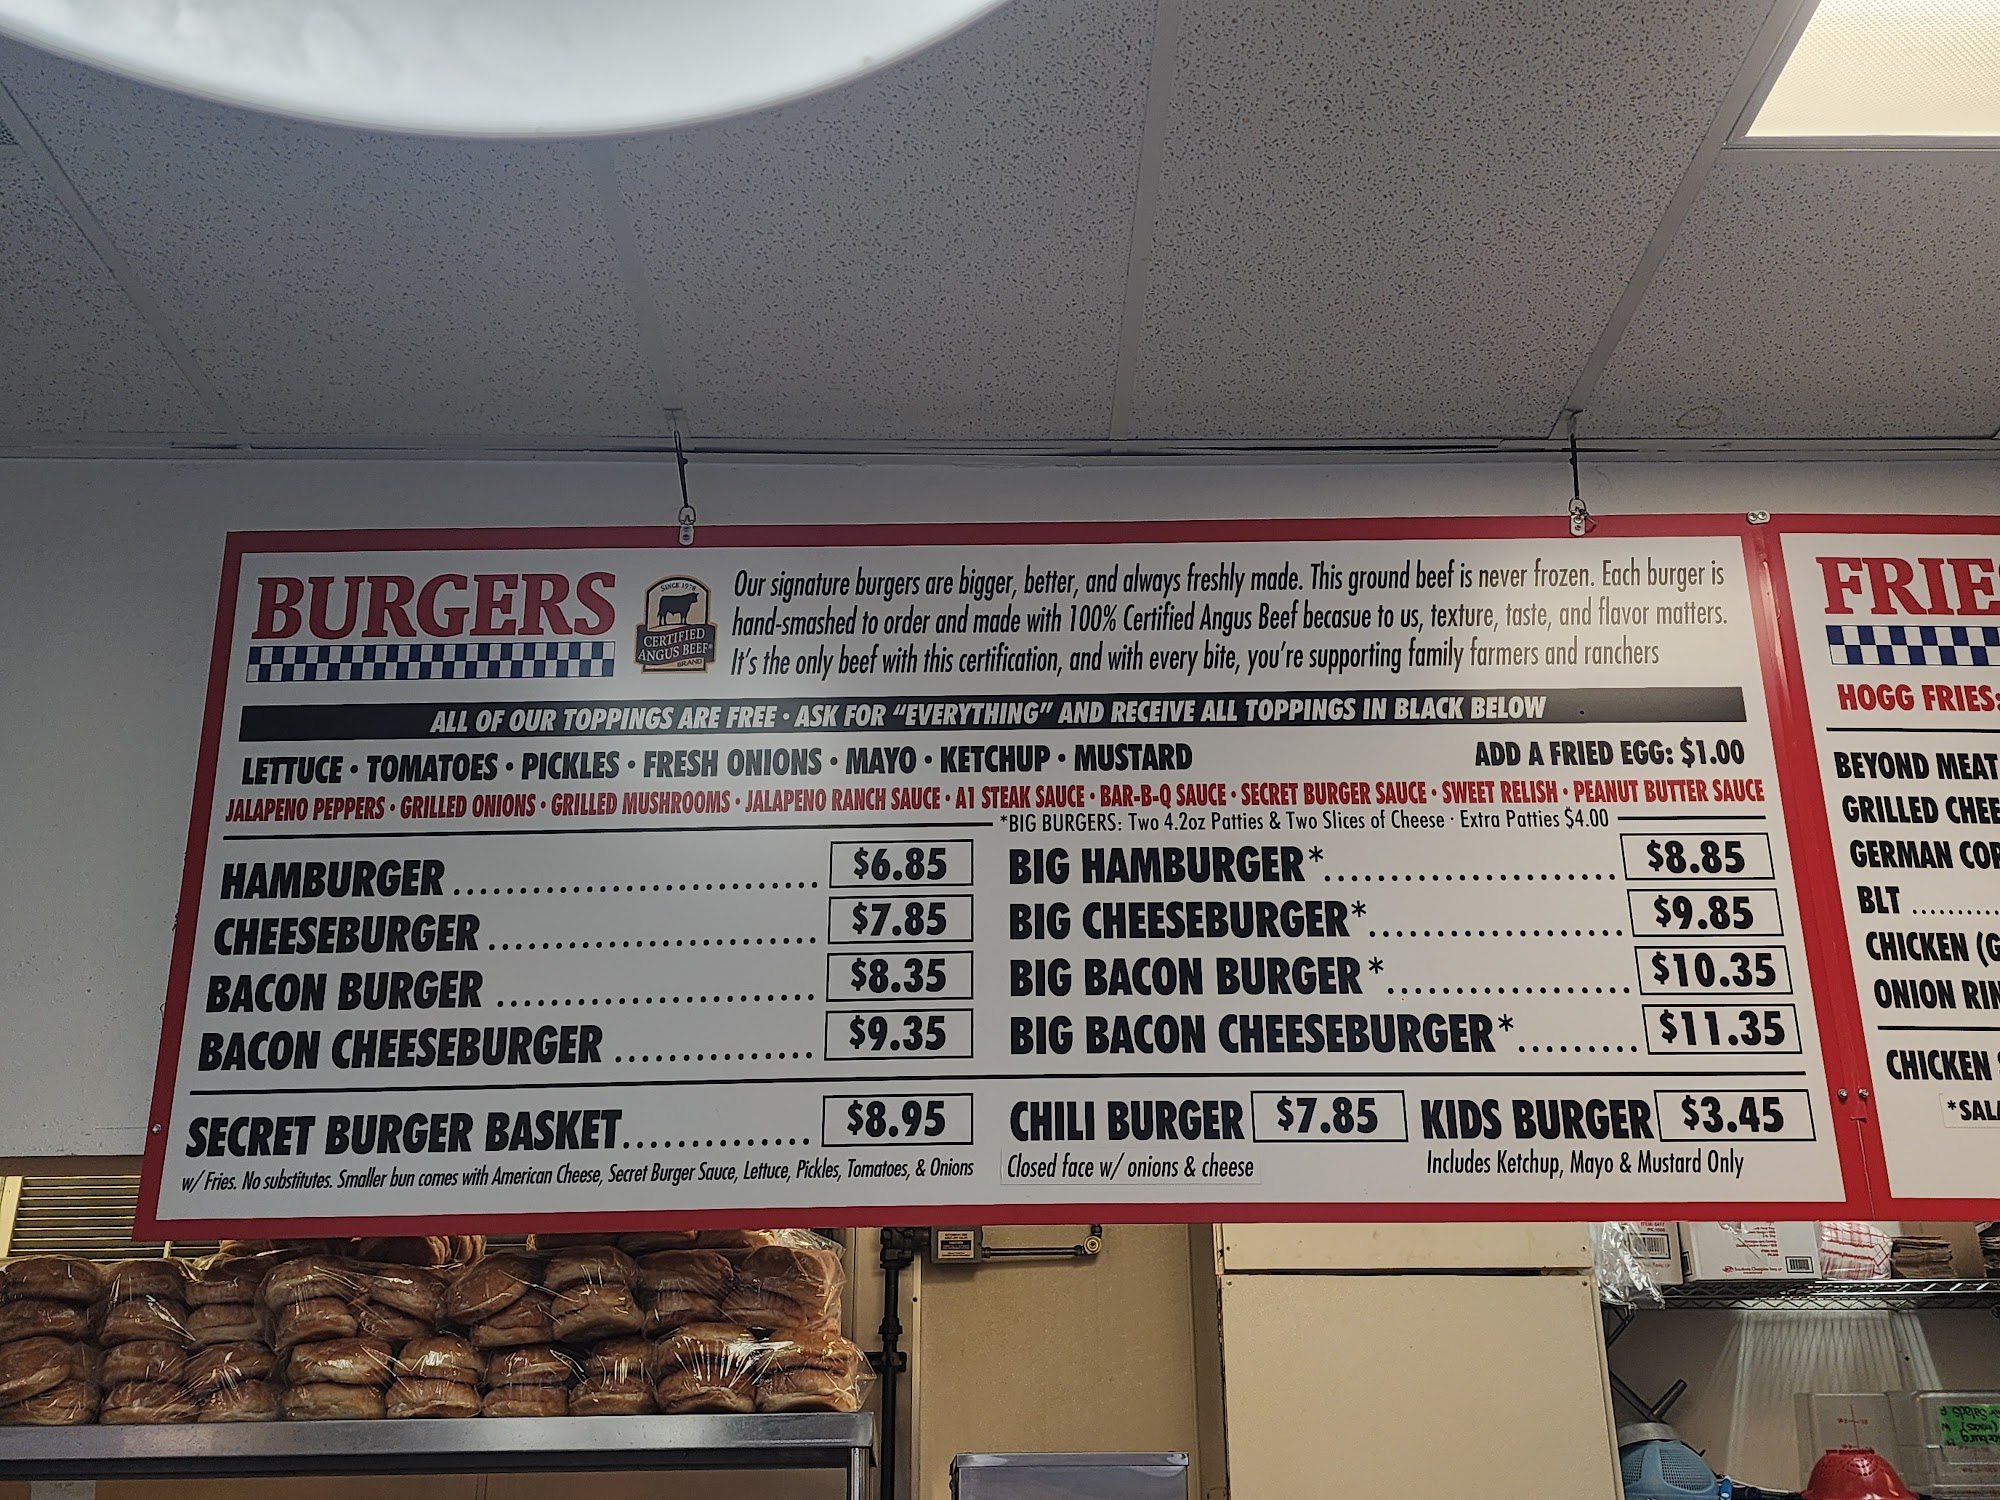 BURGERS
SINCE 1978
CERTIFIED
ANGUS BEEF®
BRAND
Our signature burgers are bigger, better, and always freshly made. This ground beef is never frozen. Each burger is
hand-smashed to order and made with 100% Certified Angus Beef becasue to us, texture, taste, and flavor matters.
It's the only beef with this certification, and with every bite, you're supporting family farmers and ranchers
ALL OF OUR TOPPINGS ARE FREE · ASK FOR "EVERYTHING" AND RECEIVE ALL TOPPINGS IN BLACK BELOW
LETTUCE · TOMATOES · PICKLES · FRESH ONIONS · MAYO · KETCHUP · MUSTARD
ADD A FRIED EGG: $1.00
JALAPENO PEPPERS · GRILLED ONIONS · GRILLED MUSHROOMS · JALAPENO RANCH SAUCE · A1 STEAK SAUCE · BAR-B-Q SAUCE · SECRET BURGER SAUCE · SWEET RELISH · PEANUT BUTTER SAUCE
*BIG BURGERS: Two 4.2oz Patties & Two Slices of Cheese · Extra Patties $4.00
HAMBURGER ............................ $6.85
CHEESEBURGER ......................... $7.85
BACON BURGER ........................ $8.35
BACON CHEESEBURGER ............... $9.35
BIG HAMBURGER* ...................... $8.85
BIG CHEESEBURGER* ................... $9.85
BIG BACON BURGER* ................... $10.35
BIG BACON CHEESEBURGER* ......... $11.35
SECRET BURGER BASKET .............. $8.95
w/ Fries. No substitutes. Smaller bun comes with American Cheese, Secret Burger Sauce, Lettuce, Pickles, Tomatoes, & Onions
CHILI BURGER $7.85
Closed face w/ onions & cheese
KIDS BURGER $3.45
Includes Ketchup, Mayo & Mustard Only
FRIES
HOGG FRIES:
BEYOND MEAT
GRILLED CHEE
GERMAN
BLT ..........
CHICKEN (G
ONION RIN
CHICKEN
*SAL